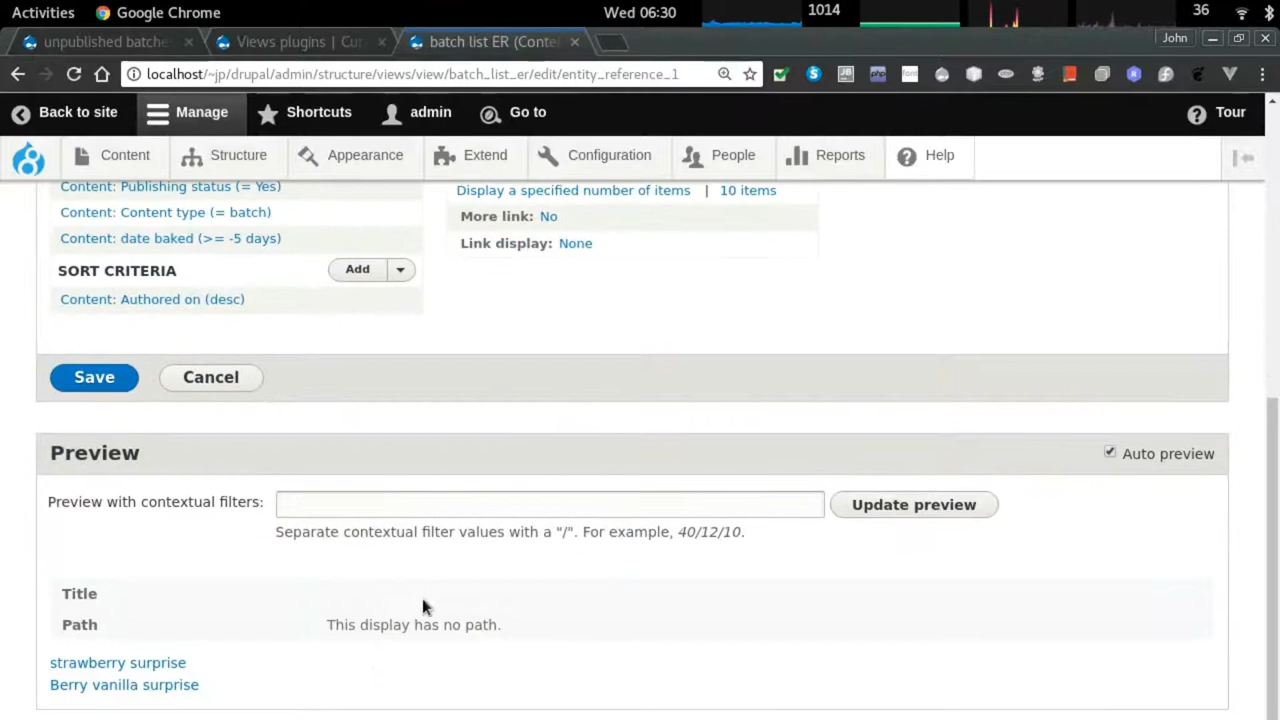 Activities Google Chrome Wed 06:30 1014 36
unpublished batche Views plugins | Cut batch list ER (Conte John
localhost/~jp/drupal/admin/structure/views/view/batch_list_er/edit/entity_reference_1
Back to site Manage Shortcuts admin Go to Tour
Content Structure Appearance Extend Configuration People Reports Help
Content: Publishing status (= Yes) Display a specified number of items | 10 items
Content: Content type (= batch) More link: No
Content: date baked (>= -5 days) Link display: None
SORT CRITERIA Add
Content: Authored on (desc)
Save Cancel
Preview Auto preview
Preview with contextual filters: Update preview
Separate contextual filter values with a "/". For example, 40/12/10.
Title
Path This display has no path.
strawberry surprise
Berry vanilla surprise